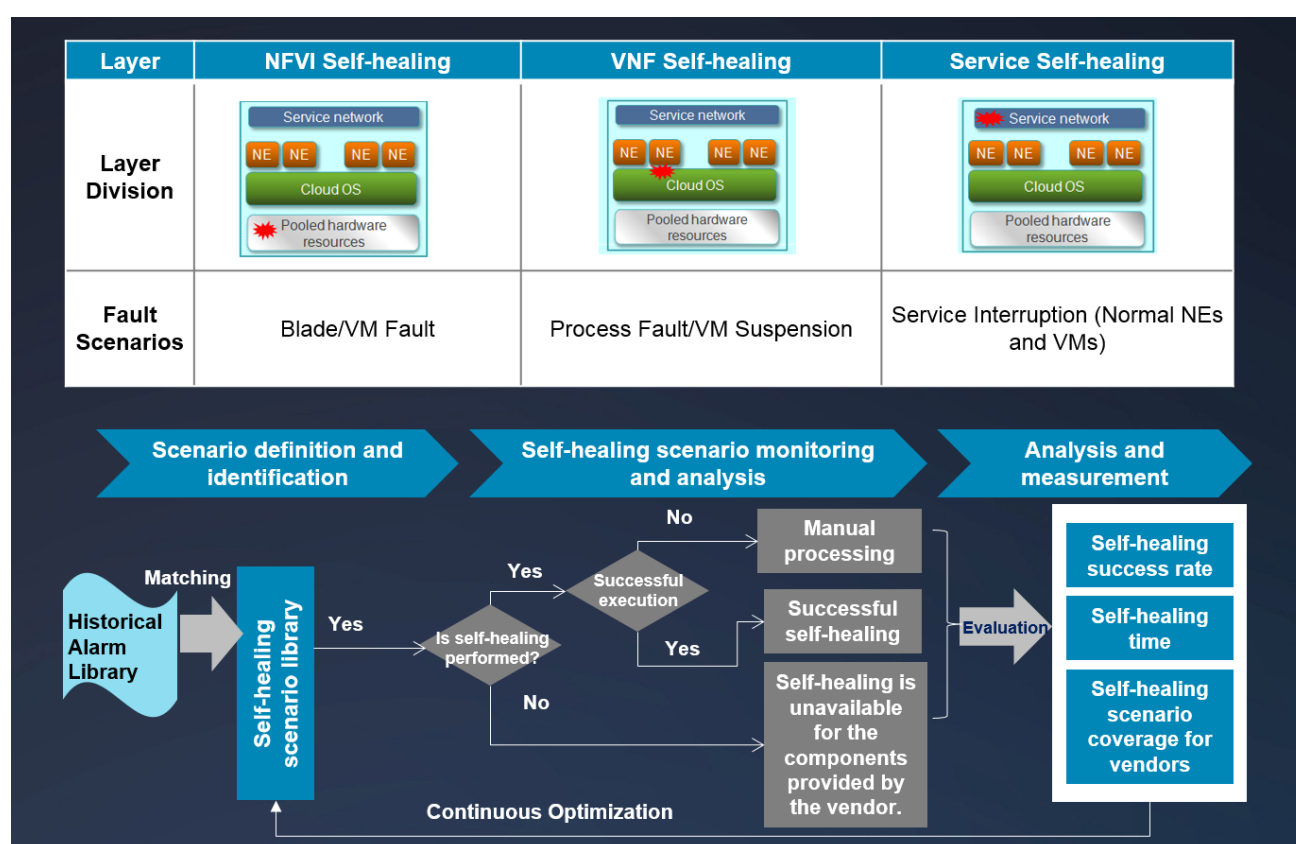 Layer
NFVI Self-healing
VNF Self-healing
Service Self-healing
Layer
Division
Service network
NE NE NE NE
Cloud OS
Pooled hardware
resources
Service network
NE NE NE NE
Cloud OS
Pooled hardware
resources
Service network
NE NE NE NE
Cloud OS
Pooled hardware
resources
Fault
Scenarios
Blade/VM Fault
Process Fault/VM Suspension
Service Interruption (Normal NEs
and VMs)
Scenario definition and
identification
Self-healing scenario monitoring
and analysis
Analysis and
measurement
Historical
Alarm
Library
Matching
Self-healing
scenario library
Yes
Is self-healing
performed?
Yes
No
Successful
execution
No
Yes
Manual
processing
Successful
self-healing
Self-healing is
unavailable
for the
components
provided by
the vendor.
Evaluation
Self-healing
success rate
Self-healing
time
Self-healing
scenario
coverage for
vendors
Continuous Optimization